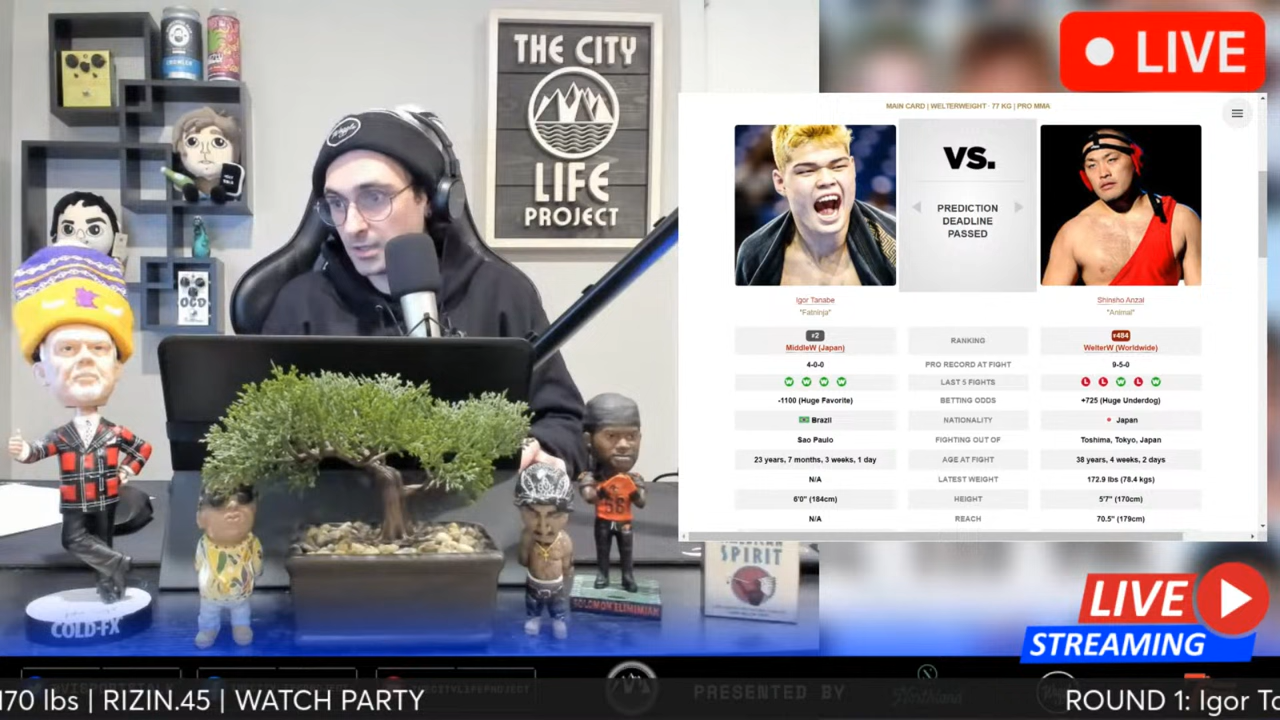 THE CITY
LIFE
PROJECT
LIVE
MAIN CARD | WELTERWEIGHT · 77 KG | PRO MMA
VS.
PREDICTION
DEADLINE
PASSED
Igor Tanabe
"Fatninja"
Shinsho Anzai
"Animal"
#2
MiddleW (Japan)
RANKING
#484
WelterW (Worldwide)
4-0-0
PRO RECORD AT FIGHT
9-5-0
W W W W
LAST 5 FIGHTS
L L W L W
-1100 (Huge Favorite)
BETTING ODDS
+725 (Huge Underdog)
Brazil
NATIONALITY
Japan
Sao Paulo
FIGHTING OUT OF
Toshima, Tokyo, Japan
23 years, 7 months, 3 weeks, 1 day
AGE AT FIGHT
38 years, 4 weeks, 2 days
N/A
LATEST WEIGHT
172.9 lbs (78.4 kgs)
6'0" (184cm)
HEIGHT
5'7" (170cm)
N/A
REACH
70.5" (179cm)
OCD
COLD-FX
56
SOLOMON ELIMIMIAN
SPIRIT
LIVE
STREAMING
PRESENTED BY
Northland
170 lbs | RIZIN.45 | WATCH PARTY
ROUND 1: Igor Ta